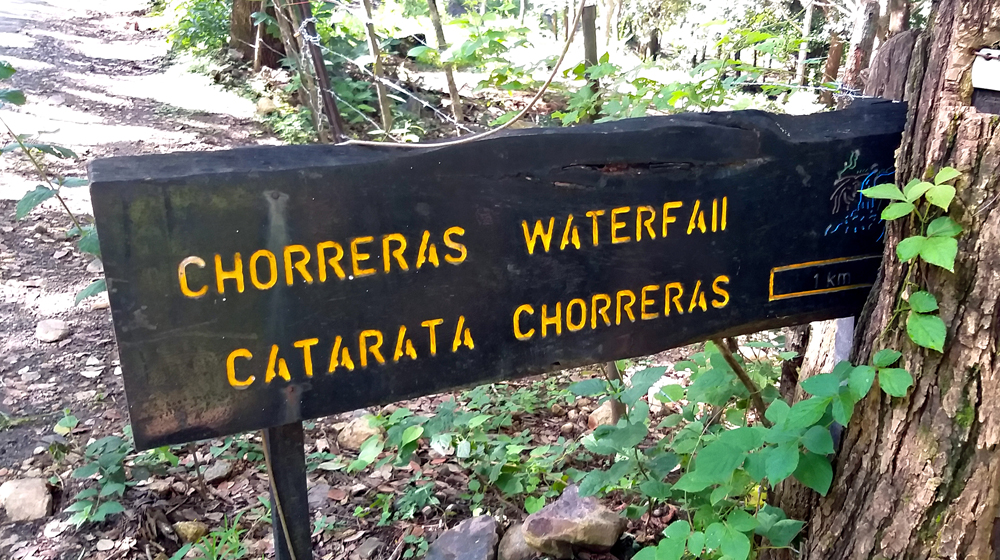 CHORRERAS WATERFAll
CATARATA CHORRERAS
1 km